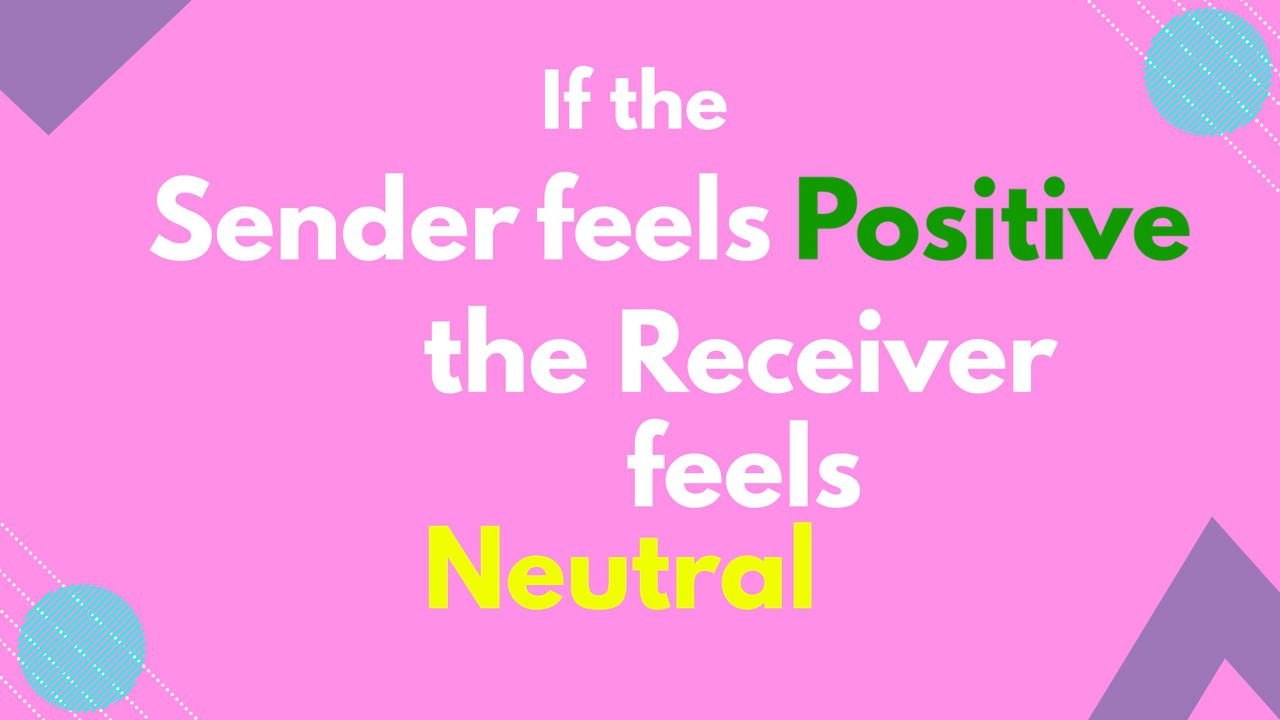 If the
Sender feels Positive
the Receiver
feels
Neutral